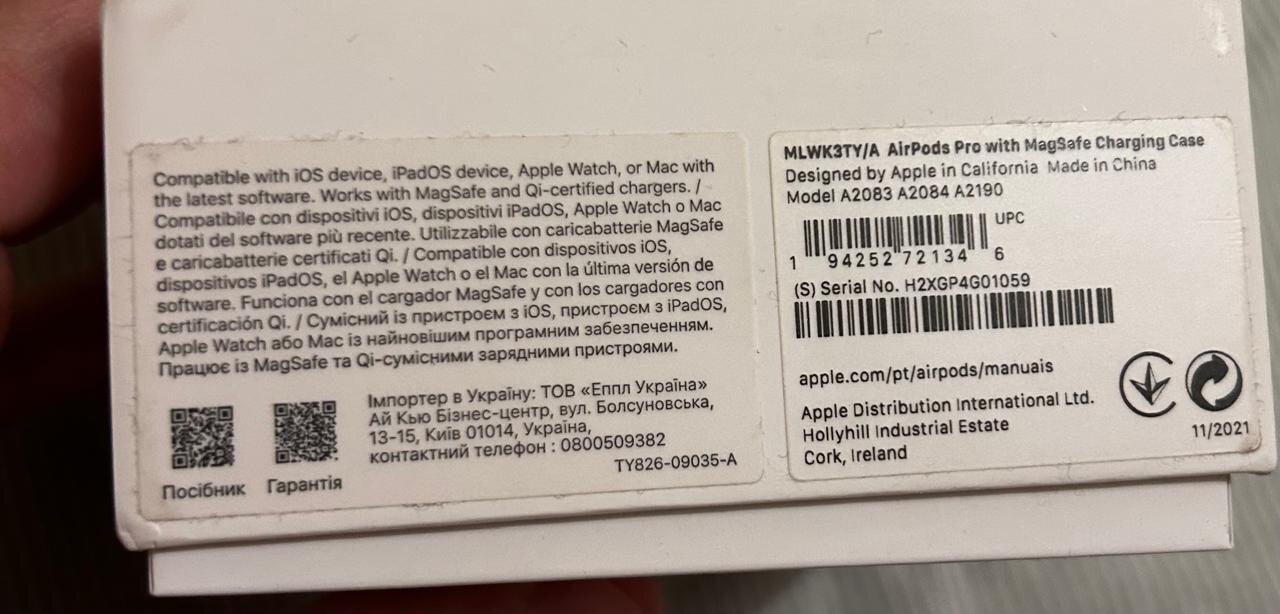 Compatible with iOS device, iPadOS device, Apple Watch, or Mac with
the latest software. Works with MagSafe and Qi-certified chargers. /
Compatibile con dispositivi iOS, dispositivi iPadOS, Apple Watch o Mac
dotati del software più recente. Utilizzabile con caricabatterie MagSafe
e caricabatterie certificati Qi. / Compatible con dispositivos iOS,
dispositivos iPadOS, el Apple Watch o el Mac con la última versión de
software. Funciona con el cargador MagSafe y con los cargadores con
certificación Qi. / Сумісний із пристроєм з iOS, пристроєм з iPadOS,
Apple Watch або Mac із найновішим програмним забезпеченням.
Працює із MagSafe та Qi-сумісними зарядними пристроями.
Імпортер в Україну: ТОВ «Еппл Україна»
Ай Кью Бізнес-центр, вул. Болсуновська,
13-15, Київ 01014, Україна,
контактний телефон : 0800509382
TY826-09035-A
Посібник Гарантія
MLWK3TY/A AirPods Pro with MagSafe Charging Case
Designed by Apple in California Made in China
Model A2083 A2084 A2190
UPC
1 94252 72134 6
(S) Serial No. H2XGP4G01059
apple.com/pt/airpods/manuais
Apple Distribution International Ltd.
Hollyhill Industrial Estate
Cork, Ireland
11/2021